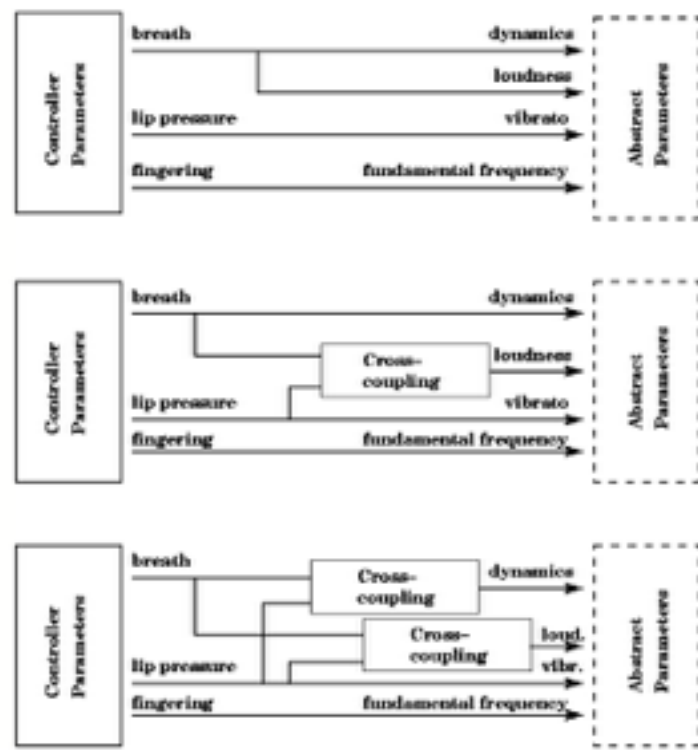 Controller
Parameters
breath
dynamics
loudness
lip pressure
vibrato
fingering
fundamental frequency
Abstract
Parameters
Controller
Parameters
breath
dynamics
Cross-
coupling
loudness
lip pressure
vibrato
fingering
fundamental frequency
Abstract
Parameters
Controller
Parameters
breath
Cross-
coupling
dynamics
Cross-
coupling
loud.
lip pressure
vibr.
fingering
fundamental frequency
Abstract
Parameters